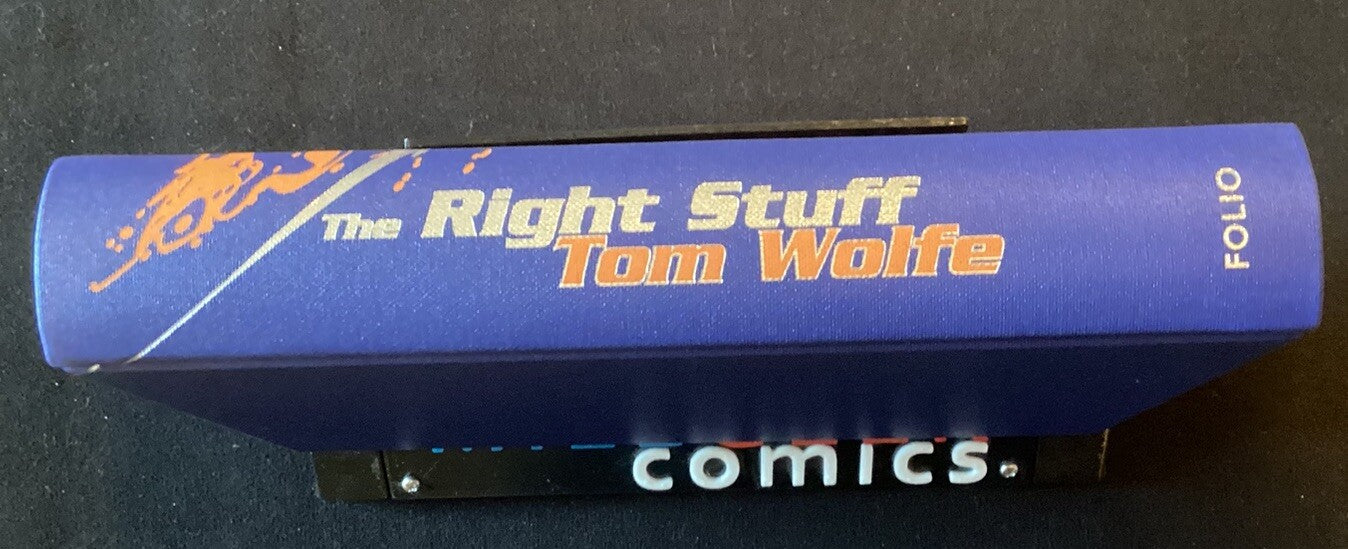 The Right Stuff
Tom Wolfe
FOLIO
comics